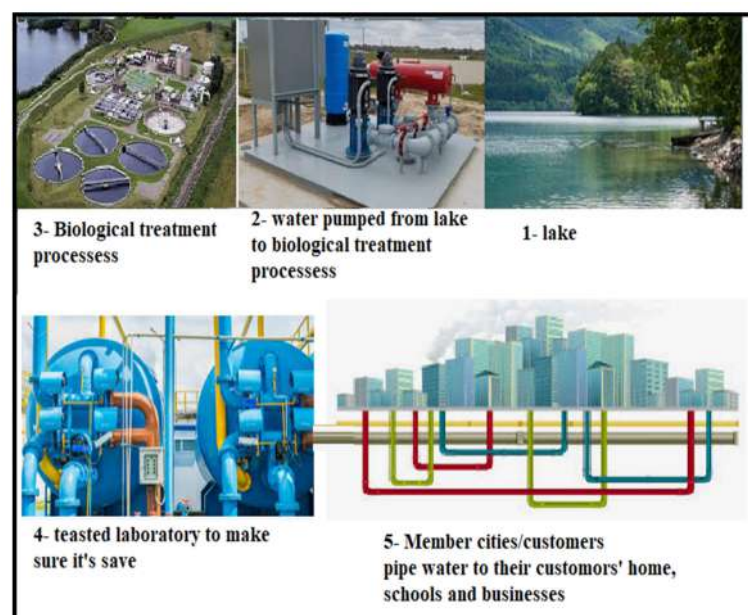 3- Biological treatment
processess
2- water pumped from lake
to biological treatment
processess
1- lake
4- teasted laboratory to make
sure it's save
5- Member cities/customers
pipe water to their customors' home,
schools and businesses